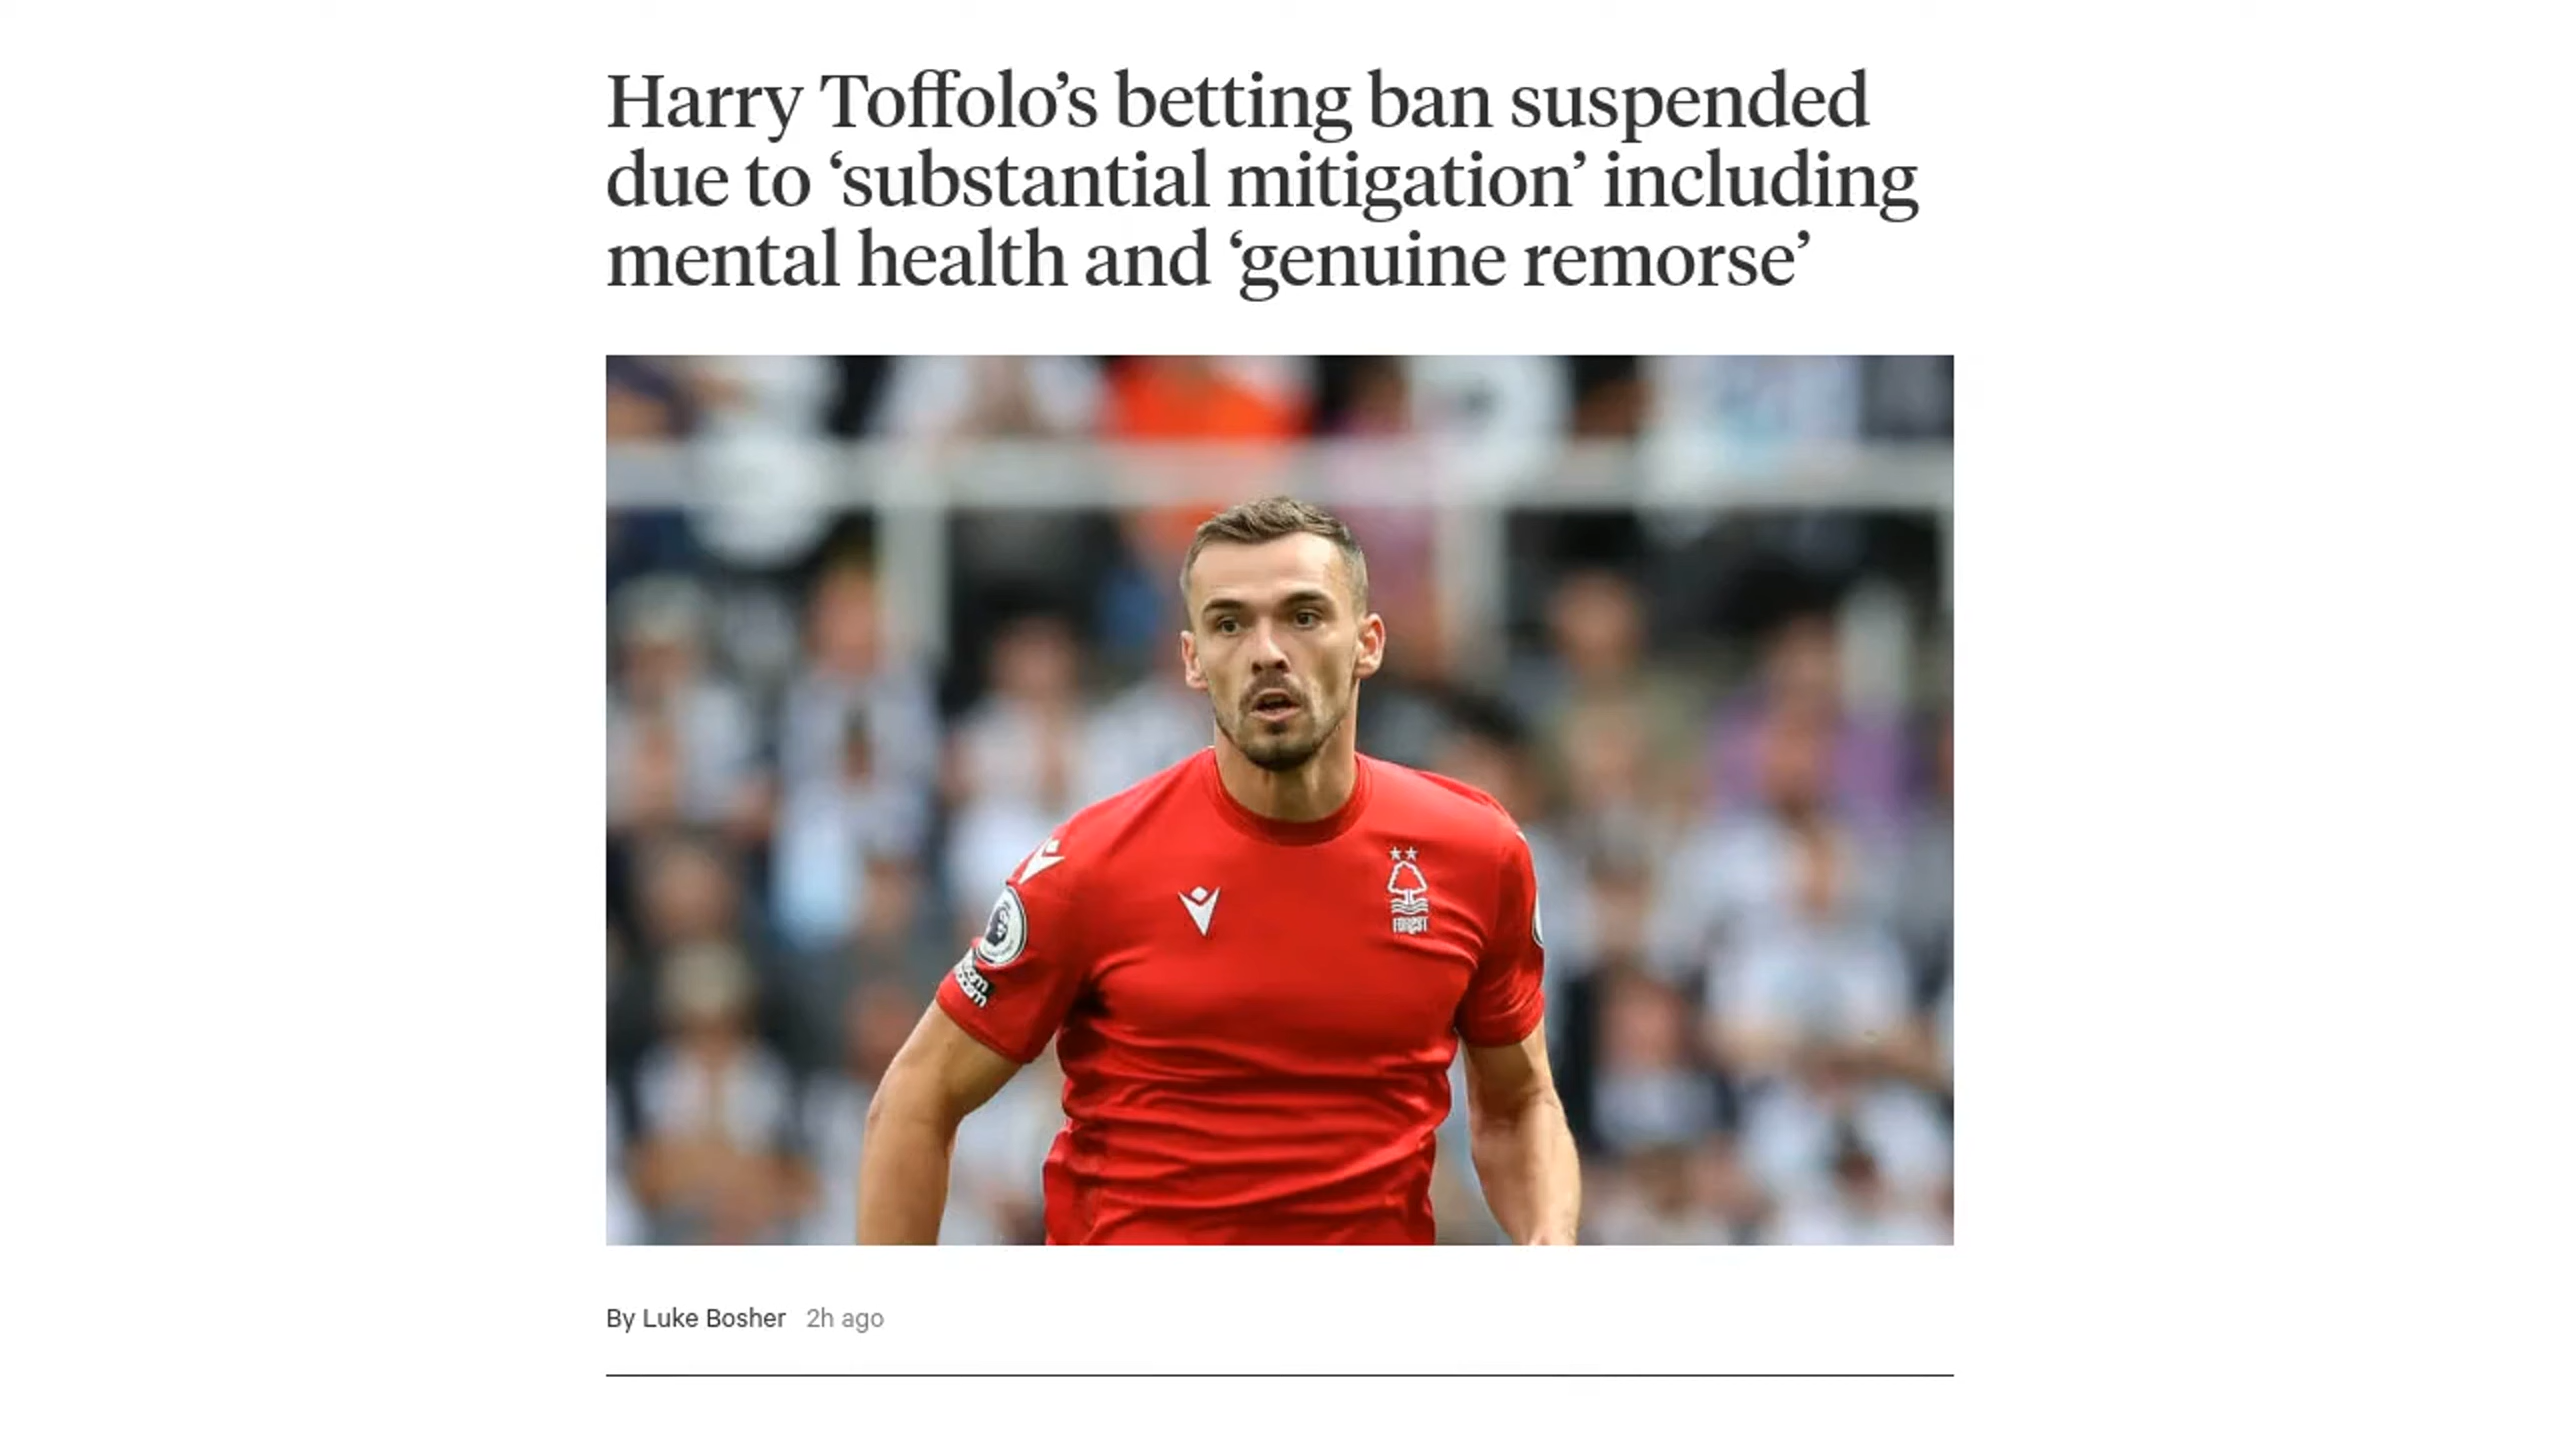 Harry Toffolo’s betting ban suspended
due to ‘substantial mitigation’ including
mental health and ‘genuine remorse’
FOREST
By Luke Bosher 2h ago